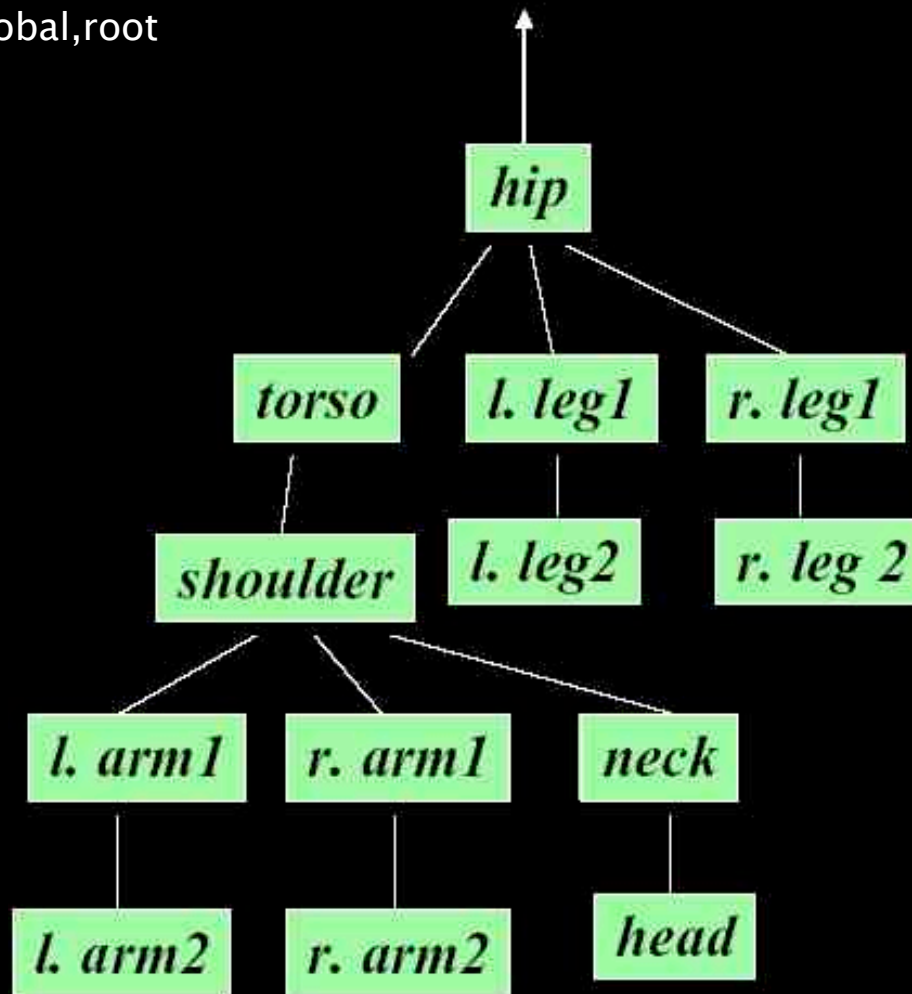 obal,root
hip
torso
l. leg1
r. leg1
shoulder
l. leg2
r. leg 2
l. arm1
r. arm1
neck
l. arm2
r. arm2
head